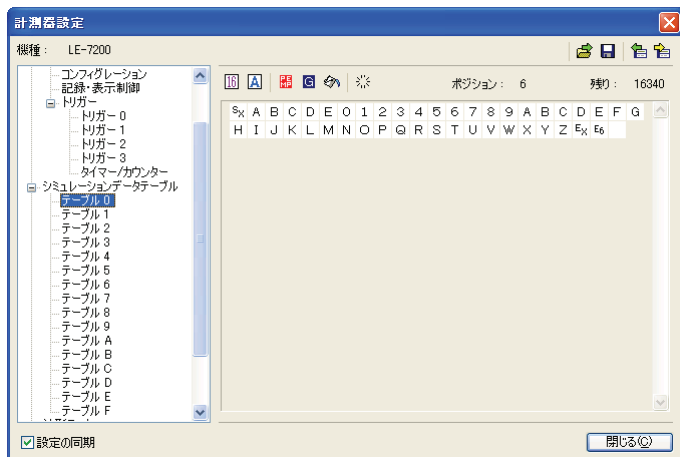 計測器設定
機種： LE-7200
コンフィグレーション
記録・表示制御
トリガー
トリガー 0
トリガー 1
トリガー 2
トリガー 3
タイマー/カウンター
シミュレーションデータテーブル
テーブル 0
テーブル 1
テーブル 2
テーブル 3
テーブル 4
テーブル 5
テーブル 6
テーブル 7
テーブル 8
テーブル 9
テーブル A
テーブル B
テーブル C
テーブル D
テーブル E
テーブル F
16 A G ポジション： 6 残り： 16340
SX A B C D E 0 1 2 3 4 5 6 7 8 9 A B C D E F G
H I J K L M N O P Q R S T U V W X Y Z EX E6
設定の同期
閉じる(C)